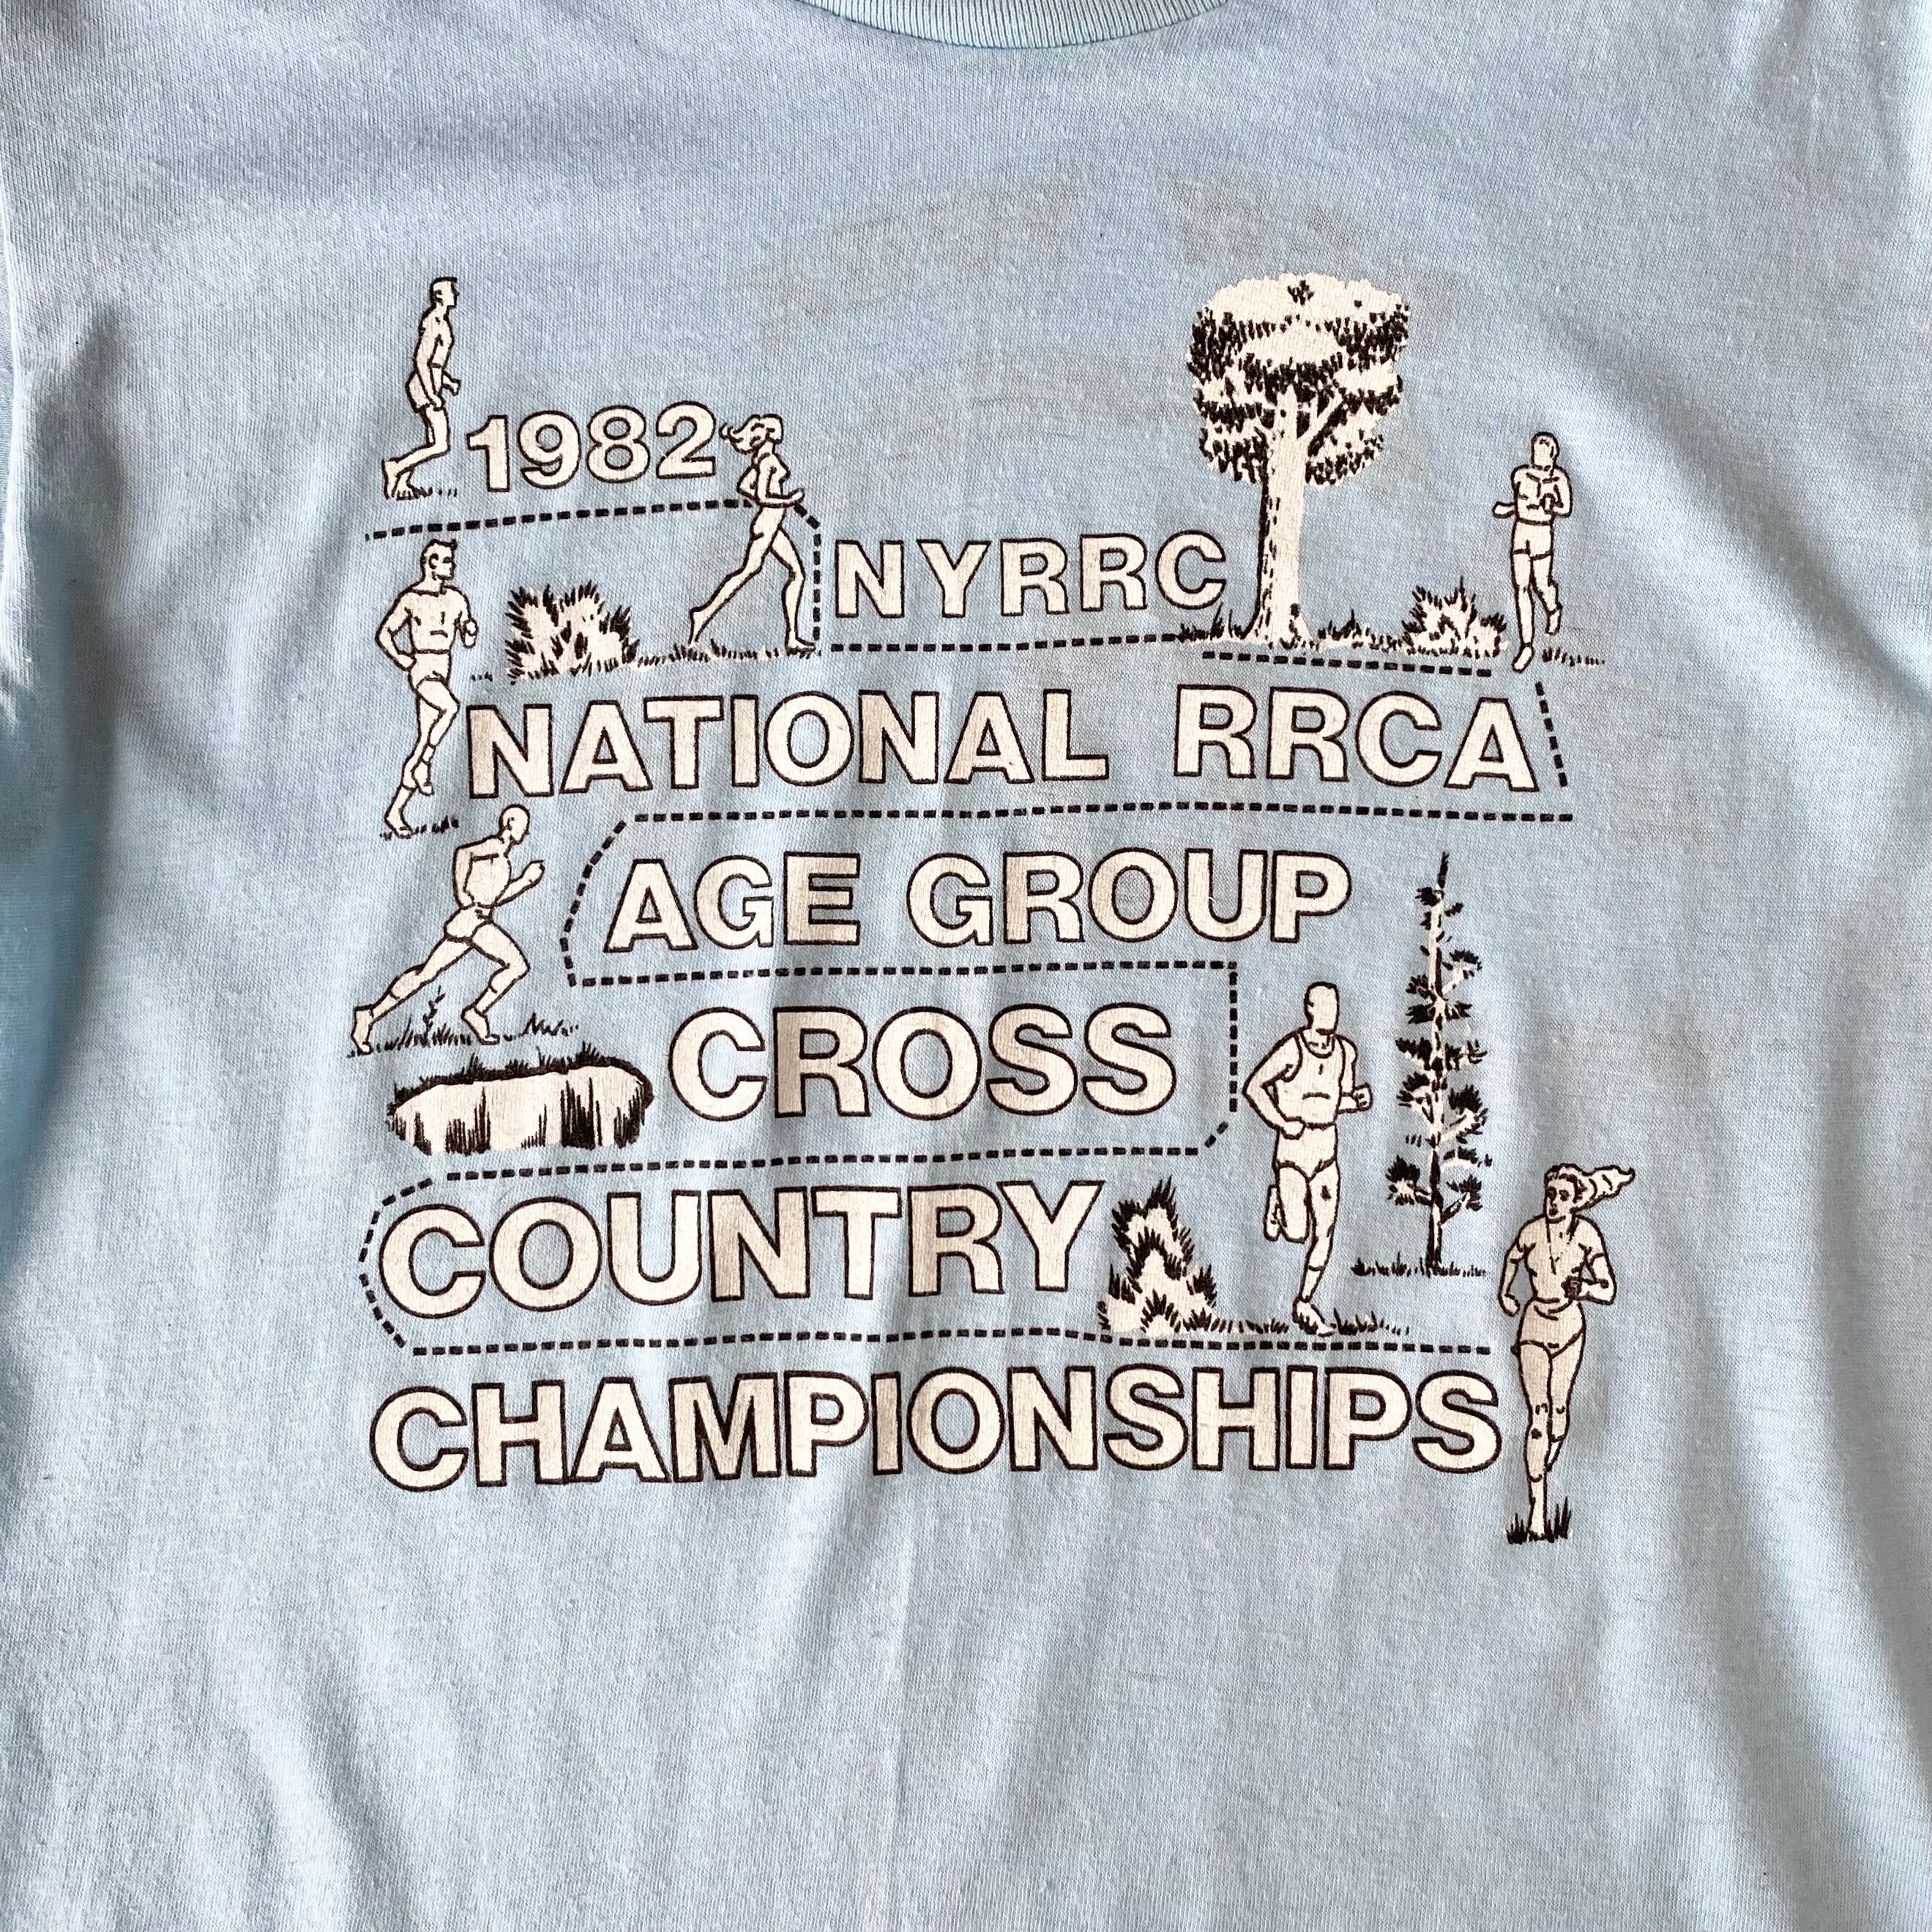 1982
NYRRC
NATIONAL RRCA
AGE GROUP
CROSS
COUNTRY
CHAMPIONSHIPS